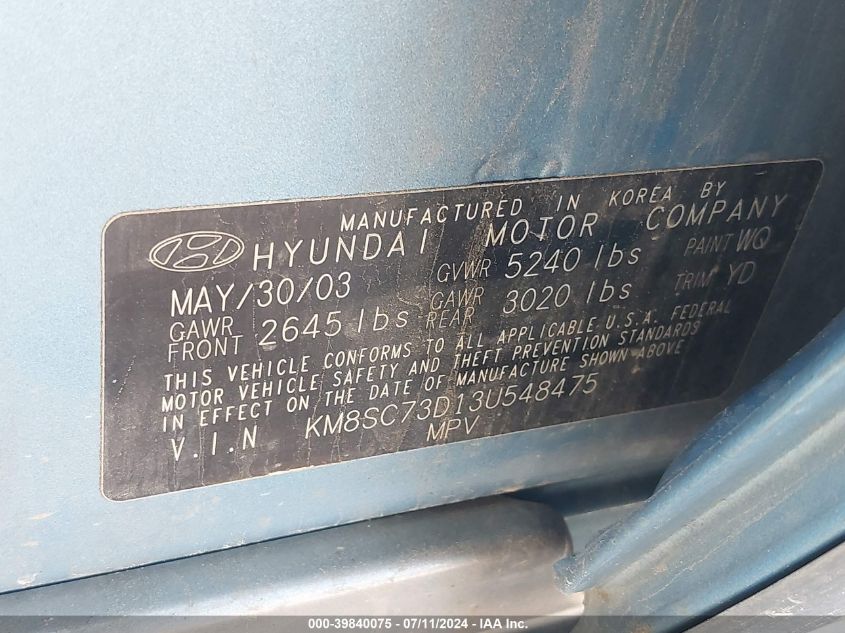 MANUFACTURED IN KOREA BY
HYUNDAI MOTOR COMPANY
MAY/30/03 GVWR 5240 lbs PAINT WQ
GAWR FRONT 2645 lbs GAWR REAR 3020 lbs TRIM YD
THIS VEHICLE CONFORMS TO ALL APPLICABLE U.S.A. FEDERAL
MOTOR VEHICLE SAFETY AND THEFT PREVENTION STANDARDS
IN EFFECT ON THE DATE OF MANUFACTURE SHOWN ABOVE
V.I.N KM8SC73D13U548475
MPV
000-39840075 - 07/11/2024 - IAA Inc.